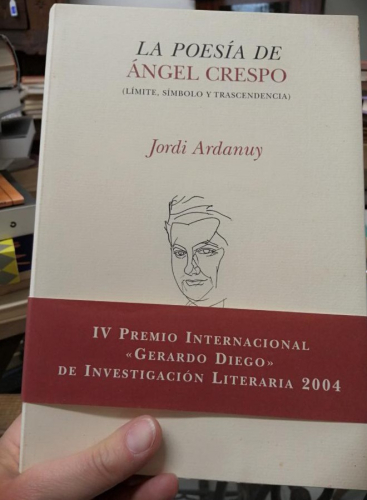 LA POESÍA DE
ÁNGEL CRESPO
(LÍMITE, SÍMBOLO Y TRASCENDENCIA)
Jordi Ardanuy
IV PREMIO INTERNACIONAL
«GERARDO DIEGO»
DE INVESTIGACIÓN LITERARIA 2004